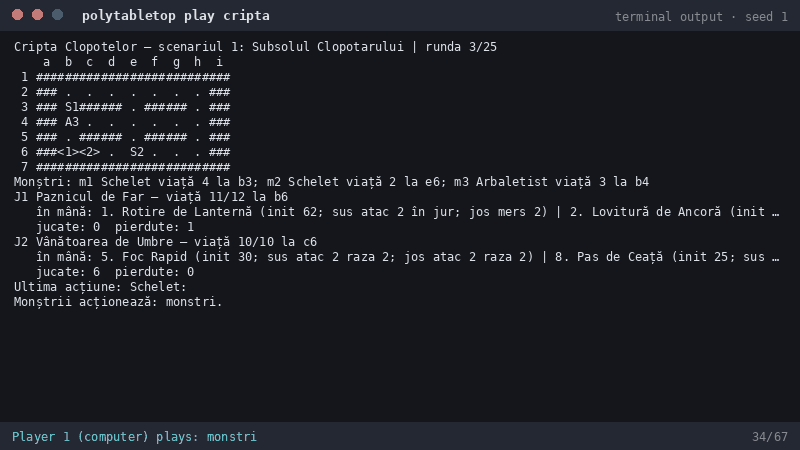 polytabletop play cripta
terminal output · seed 1
Cripta Clopotelor — scenariul 1: Subsolul Clopotarului | runda 3/25
    a  b  c  d  e  f  g  h  i
 1 ###########################
 2 ### .  .  .  .  .  .  . ###
 3 ### S1###### . ###### . ###
 4 ### A3 .  .  .  .  .  . ###
 5 ### . ###### . ###### . ###
 6 ###<1><2> .  S2 .  .  . ###
 7 ###########################
Monștri: m1 Schelet viață 4 la b3; m2 Schelet viață 2 la e6; m3 Arbaletist viață 3 la b4
J1 Paznicul de Far — viață 11/12 la b6
   în mână: 1. Rotire de Lanternă (init 62; sus atac 2 în jur; jos mers 2) | 2. Lovitură de Ancoră (init …
   jucate: 0  pierdute: 1
J2 Vânătoarea de Umbre — viață 10/10 la c6
   în mână: 5. Foc Rapid (init 30; sus atac 2 raza 2; jos atac 2 raza 2) | 8. Pas de Ceață (init 25; sus …
   jucate: 6  pierdute: 0
Ultima acțiune: Schelet:
Monștrii acționează: monstri.
Player 1 (computer) plays: monstri
34/67